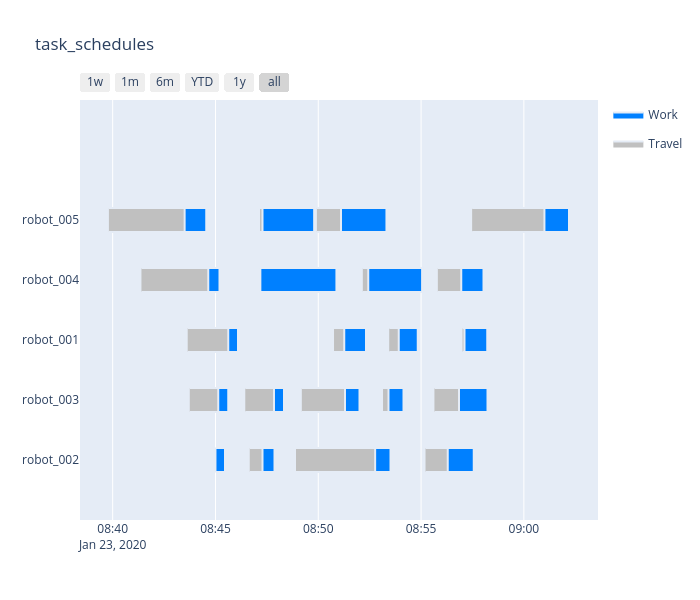 task_schedules
1w 1m 6m YTD 1y all
Work
Travel
robot_005
robot_004
robot_001
robot_003
robot_002
08:40 08:45 08:50 08:55 09:00
Jan 23, 2020